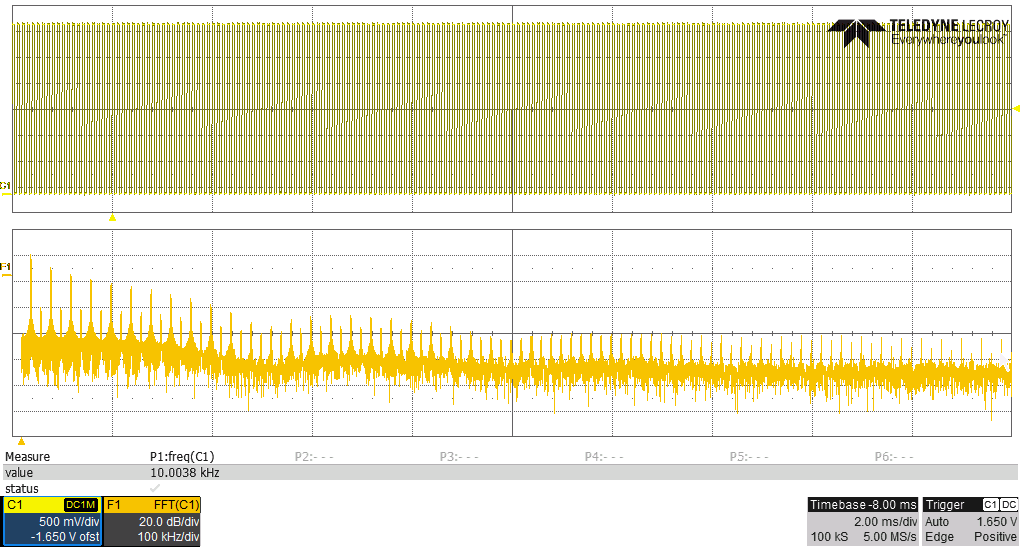 TELEDYNE LECROY
Everywhereyoulook™
C1
F1
Measure P1:freq(C1) P2:- - - P3:- - - P4:- - - P5:- - - P6:- - -
value 10.0038 kHz
status ✓
C1 DC1M F1 FFT(C1) Timebase -8.00 ms Trigger C1 DC
500 mV/div 20.0 dB/div 2.00 ms/div Auto 1.650 V
-1.650 V ofst 100 kHz/div 100 kS 5.00 MS/s Edge Positive